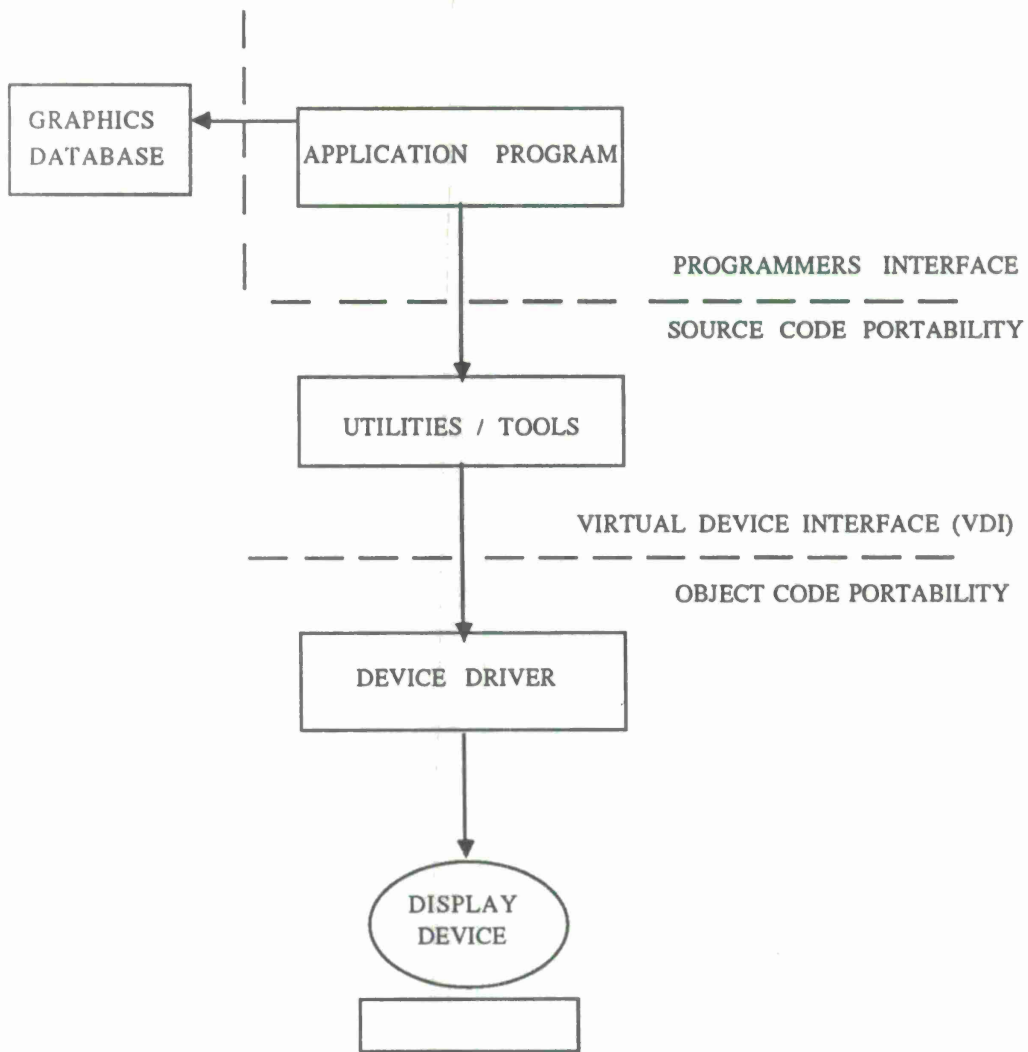 GRAPHICS
DATABASE
APPLICATION PROGRAM
PROGRAMMERS INTERFACE
SOURCE CODE PORTABILITY
UTILITIES / TOOLS
VIRTUAL DEVICE INTERFACE (VDI)
OBJECT CODE PORTABILITY
DEVICE DRIVER
DISPLAY
DEVICE